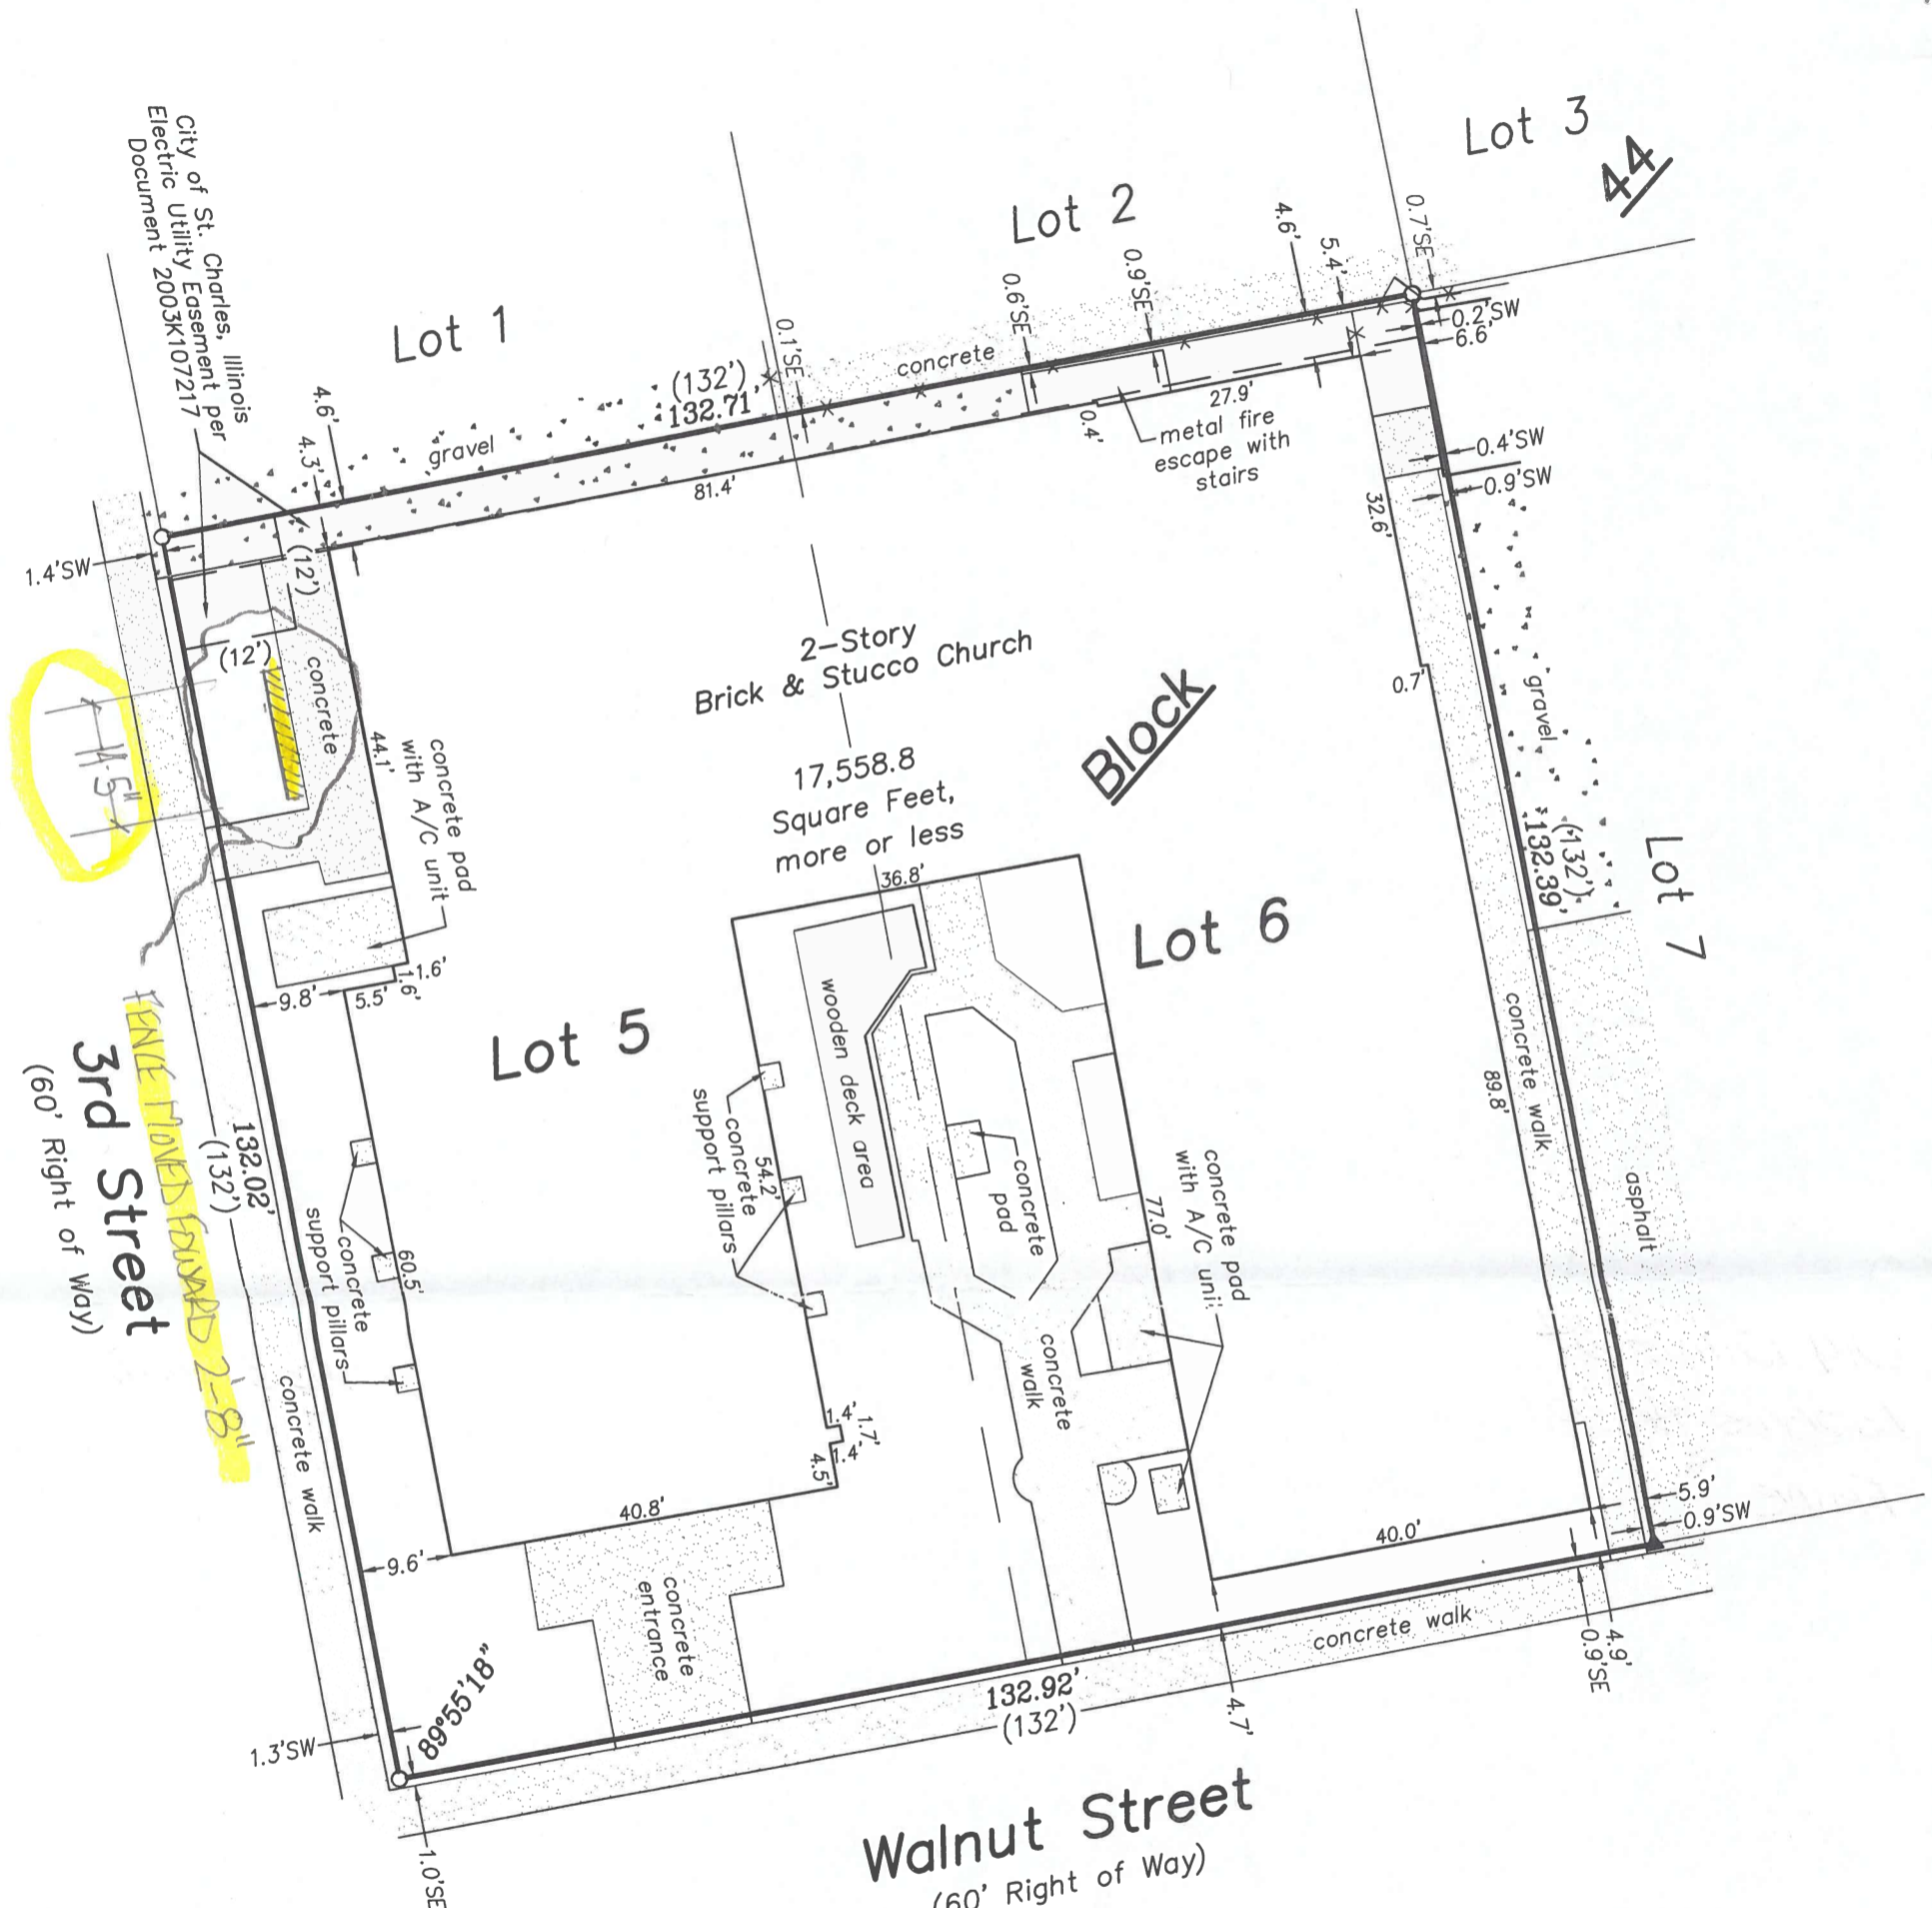 City of St. Charles, Illinois
Electric Utility Easement per
Document 2003K107217
Lot 1
Lot 2
Lot 3
44
0.7'SE
4.6'
5.4'
0.9'SE
0.6'SE
0.1'SE
0.2'SW
6.6'
concrete
(132')
132.71'
gravel
4.6'
4.3'
81.4'
0.4'
27.9'
metal fire
escape with
stairs
0.4'SW
0.9'SW
32.6'
0.7'
gravel
(132')
132.39'
Lot 7
1.4'SW
(12')
(12')
concrete
44.1'
concrete pad
with A/C unit
2-Story
Brick & Stucco Church
17,558.8
Square Feet,
more or less
Block
36.8'
Lot 6
Lot 5
1.6'
1.6'
9.8'
5.5'
wooden deck area
concrete
support pillars
54.2'
concrete
pad
77.0'
concrete pad
with A/C unit
concrete walk
89.8'
asphalt
FENCE MOVED FOWARD 2-8"
3rd Street
(60' Right of Way)
132.02'
(132')
concrete
support pillars
60.5'
concrete walk
concrete
walk
1.4'
1.7'
1.4'
4.5'
40.8'
9.6'
concrete
entrance
40.0'
5.9'
0.9'SW
4.9'
0.9'SE
concrete walk
132.92'
(132')
4.7'
89°55'18"
1.3'SW
1.0'SE
Walnut Street
(60' Right of Way)